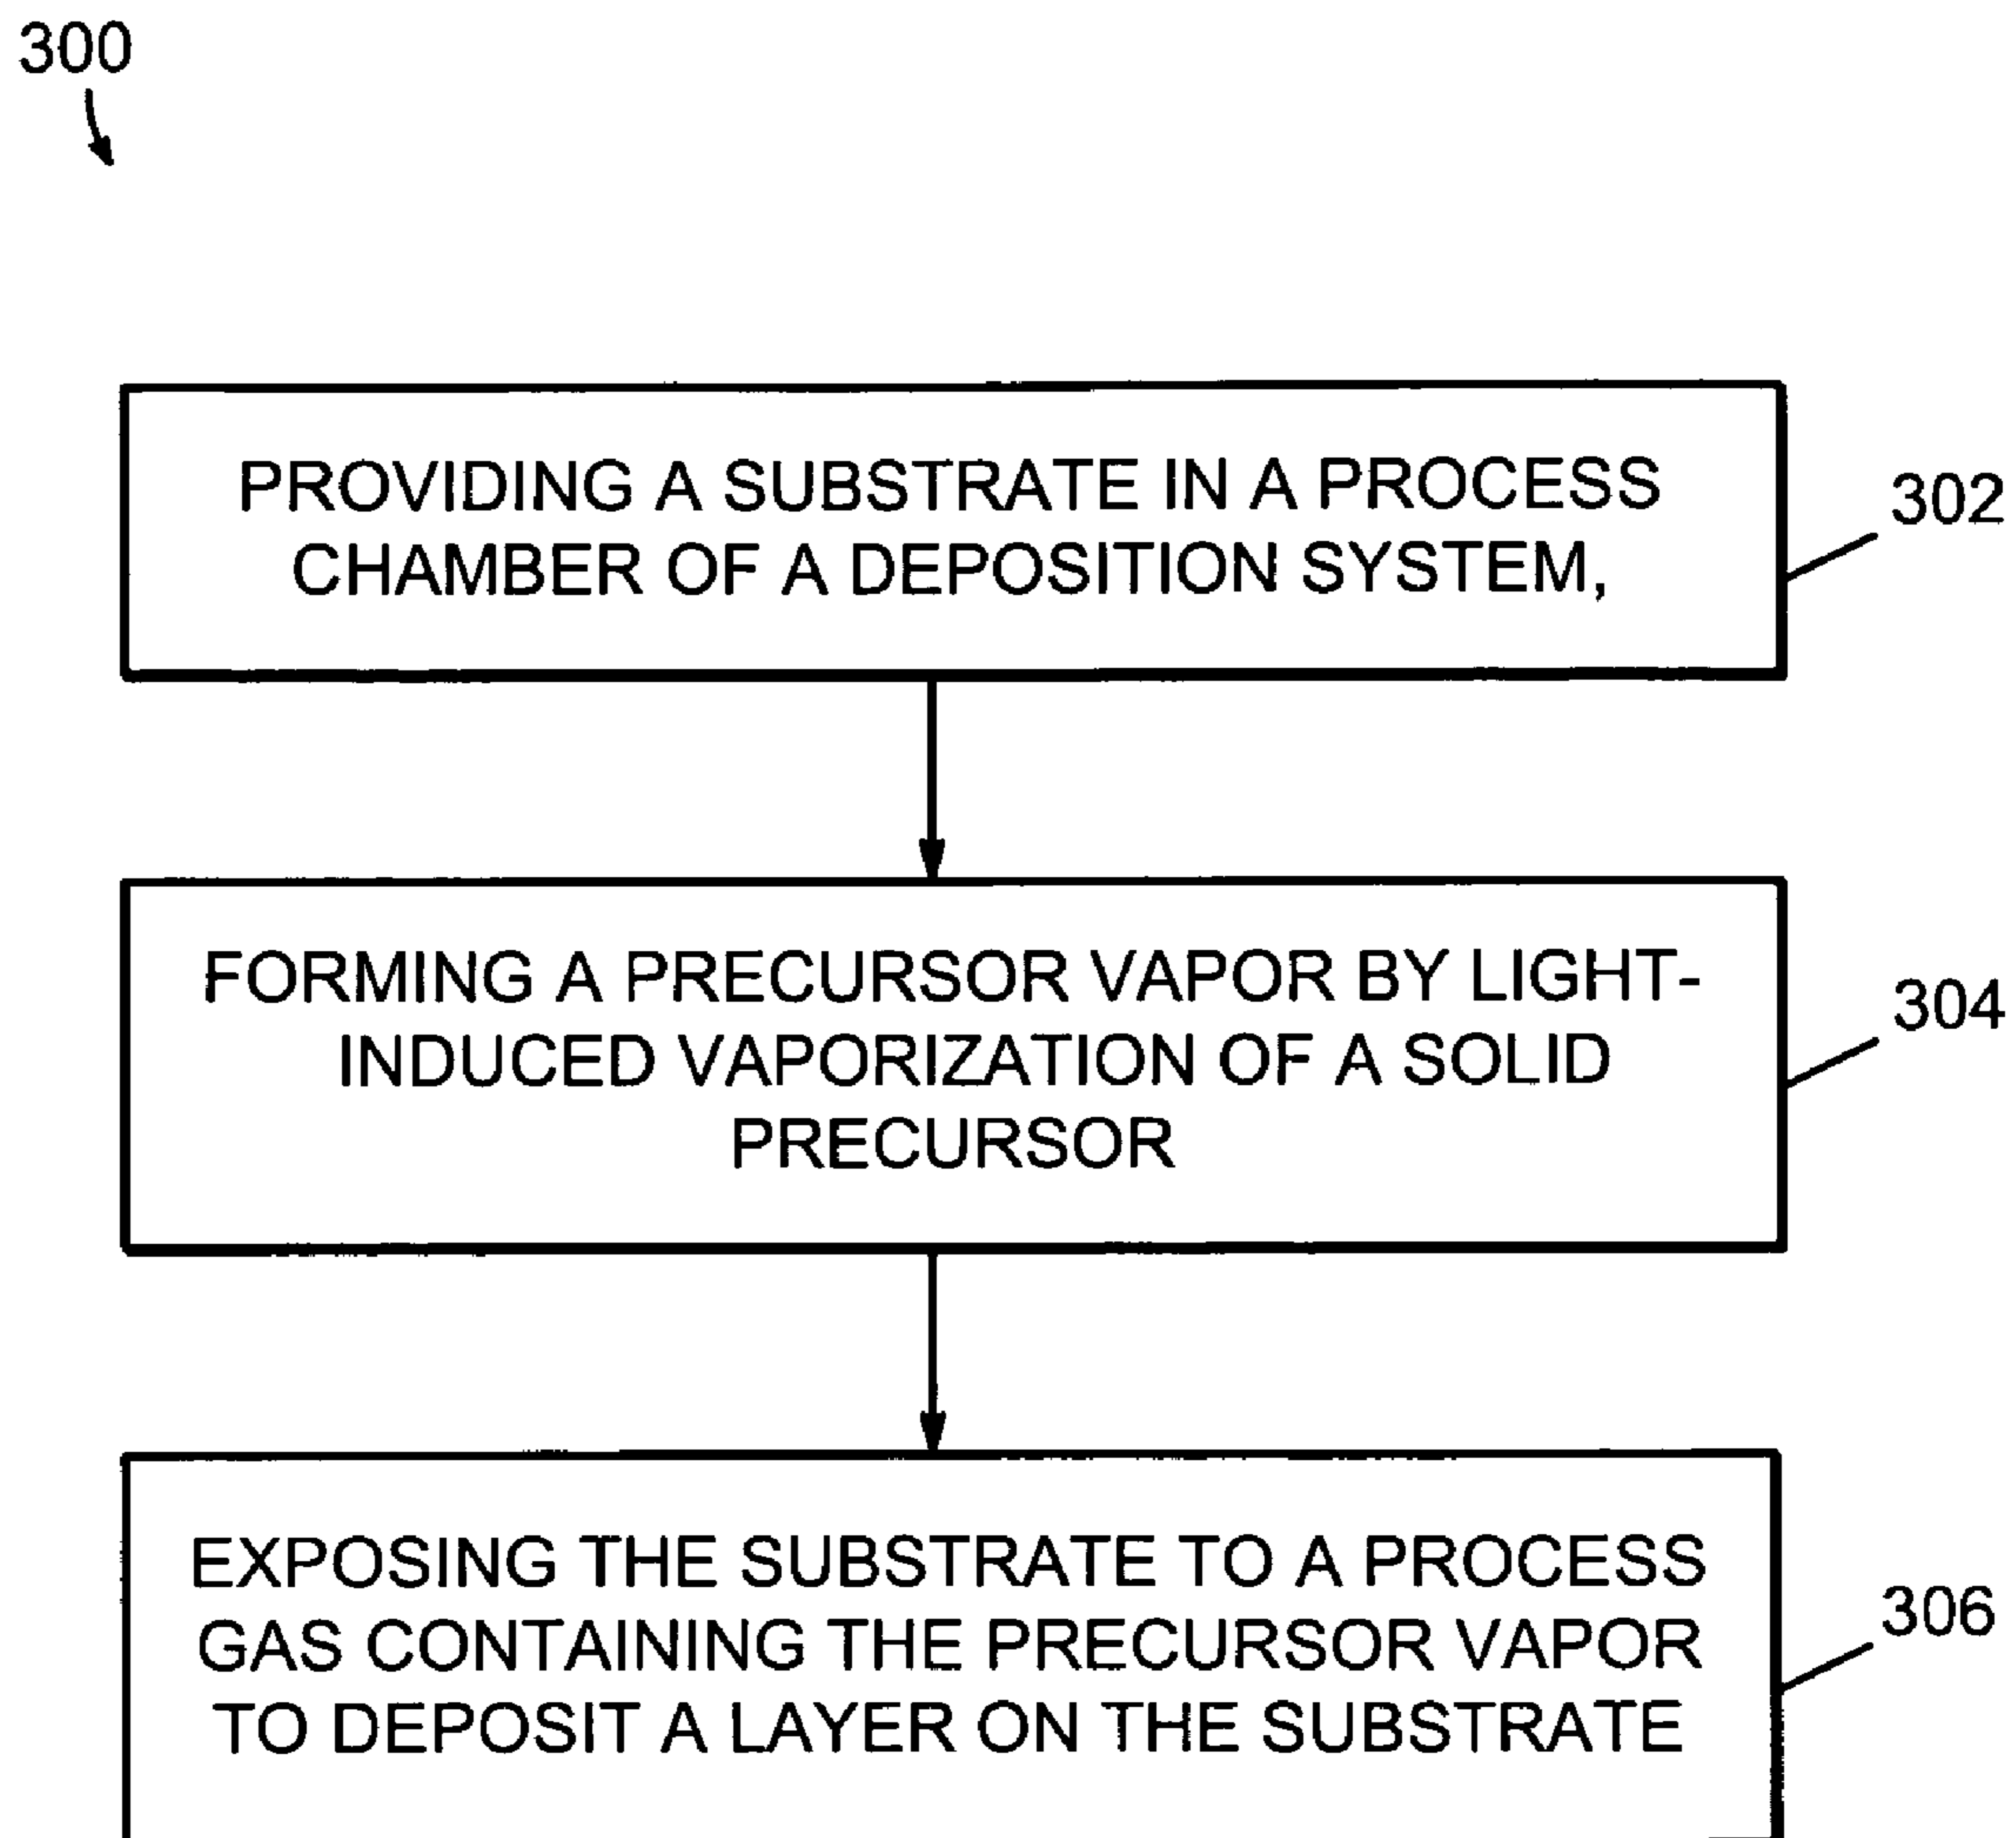 300
PROVIDING A SUBSTRATE IN A PROCESS
CHAMBER OF A DEPOSITION SYSTEM,
302
FORMING A PRECURSOR VAPOR BY LIGHT-
INDUCED VAPORIZATION OF A SOLID
PRECURSOR
304
EXPOSING THE SUBSTRATE TO A PROCESS
GAS CONTAINING THE PRECURSOR VAPOR
TO DEPOSIT A LAYER ON THE SUBSTRATE
306